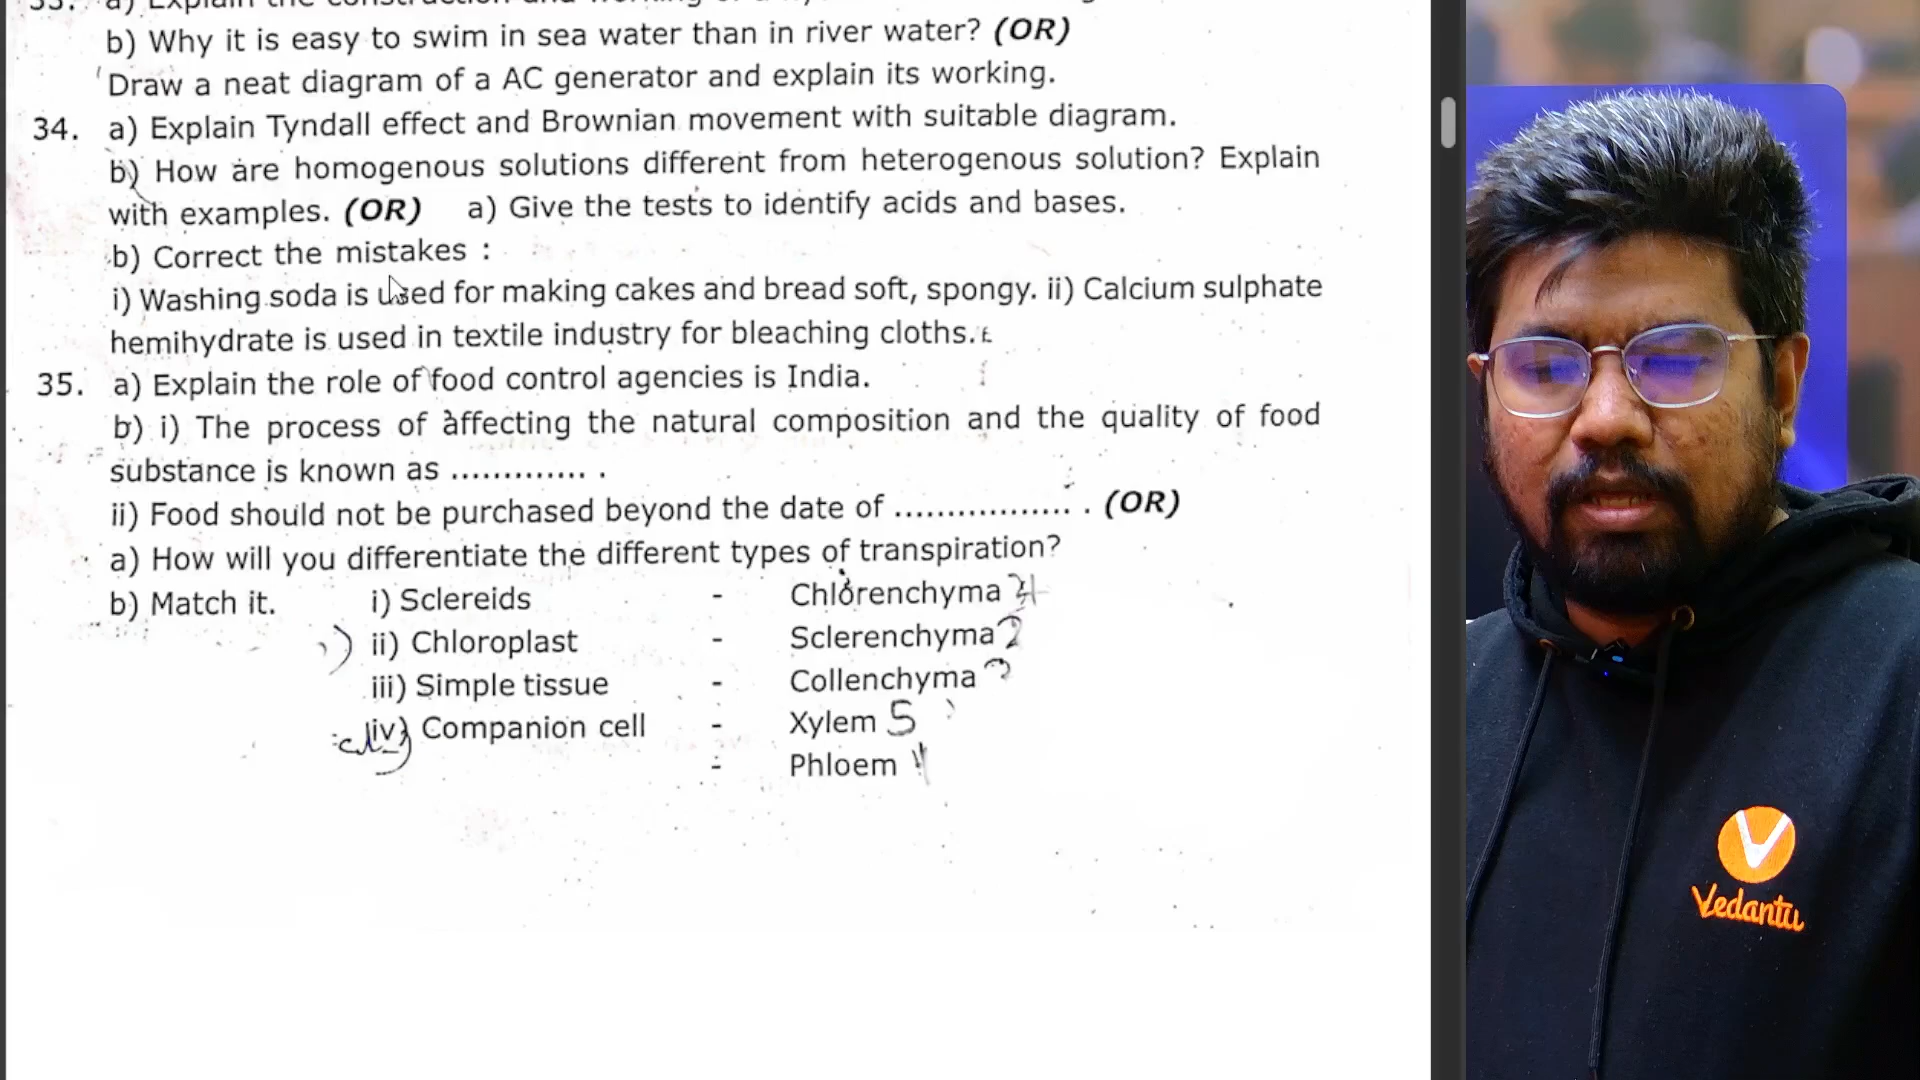 b) Why it is easy to swim in sea water than in river water? (OR)
Draw a neat diagram of a AC generator and explain its working.
34. a) Explain Tyndall effect and Brownian movement with suitable diagram.
b) How are homogenous solutions different from heterogenous solution? Explain
with examples. (OR) a) Give the tests to identify acids and bases.
b) Correct the mistakes :
i) Washing soda is used for making cakes and bread soft, spongy. ii) Calcium sulphate
hemihydrate is used in textile industry for bleaching cloths.
35. a) Explain the role of food control agencies is India.
b) i) The process of affecting the natural composition and the quality of food
substance is known as ............. .
ii) Food should not be purchased beyond the date of ................. . (OR)
a) How will you differentiate the different types of transpiration?
b) Match it. i) Sclereids - Chlorenchyma
ii) Chloroplast - Sclerenchyma 2
iii) Simple tissue - Collenchyma
iv) Companion cell - Xylem 5
- Phloem
Vedantu